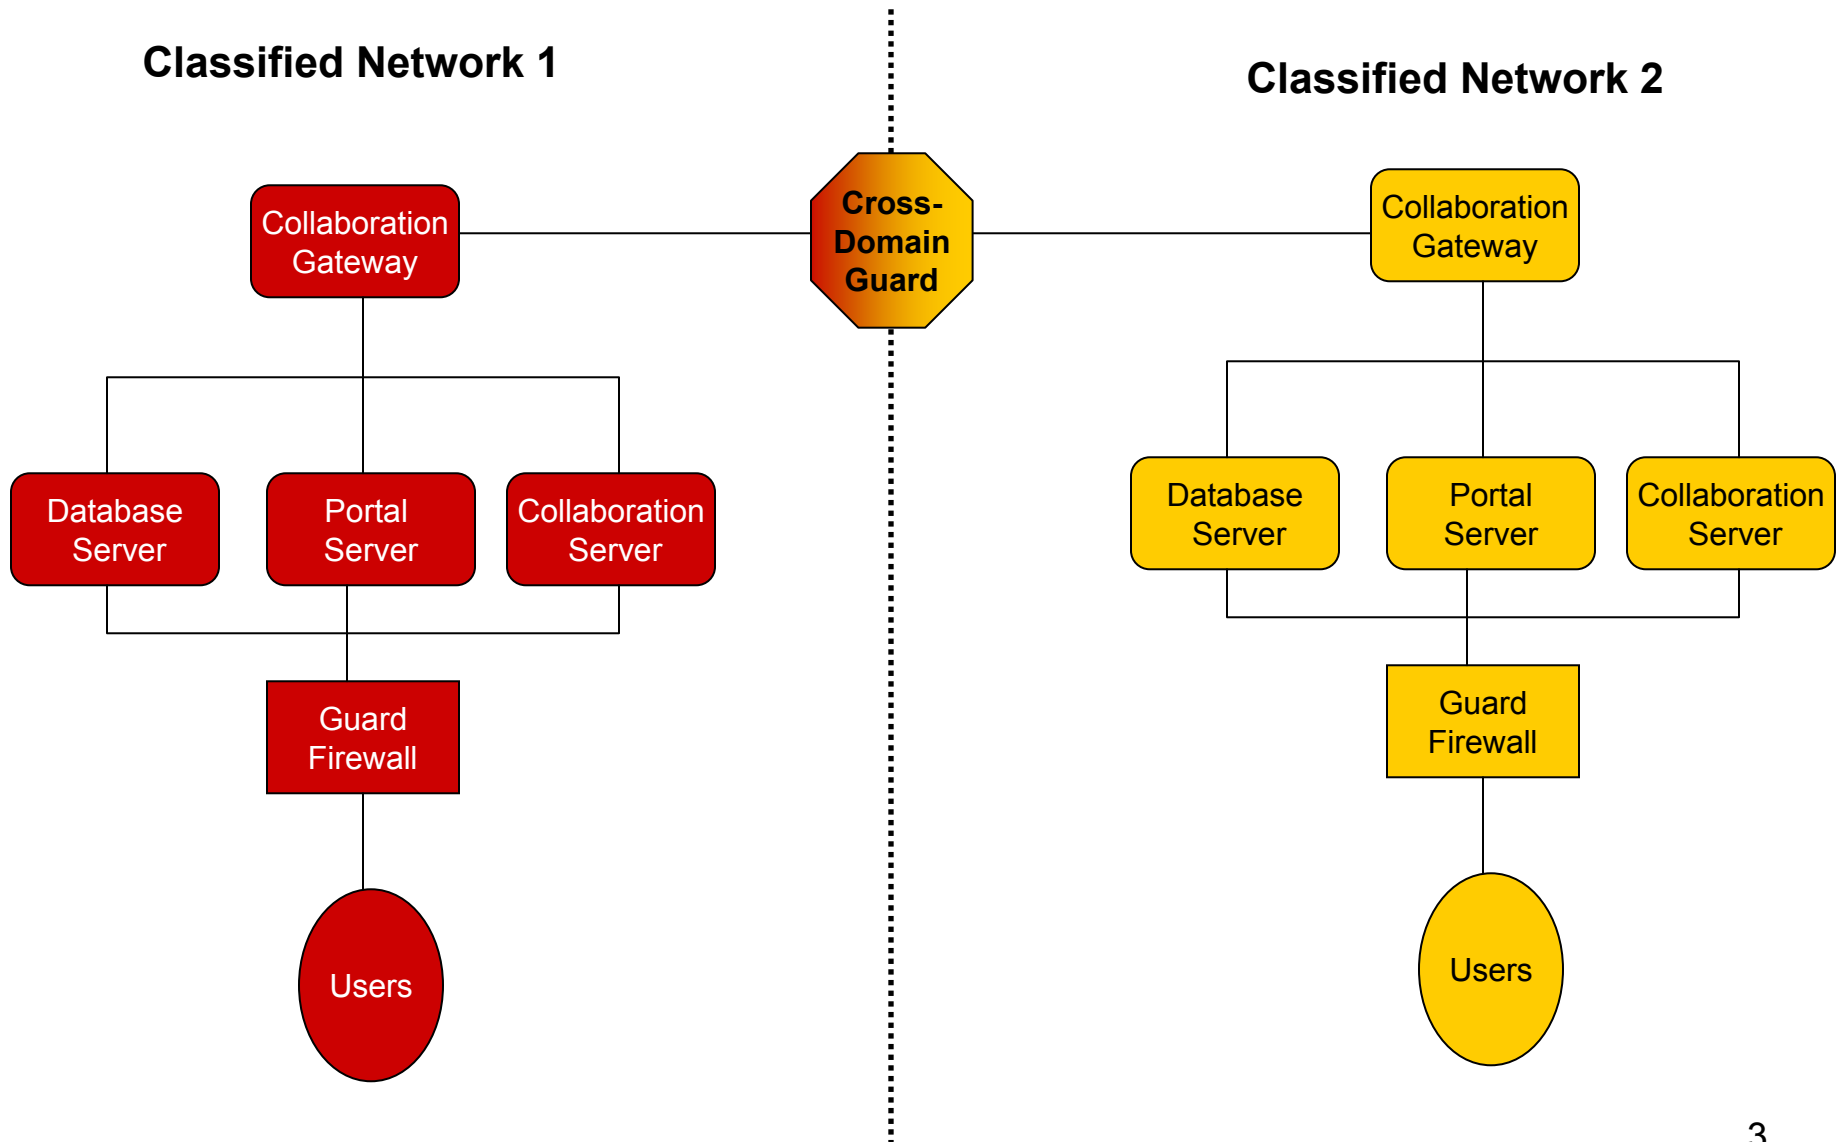 Classified Network 1
Classified Network 2
Cross-
Domain
Guard
Collaboration
Gateway
Collaboration
Gateway
Database
Server
Portal
Server
Collaboration
Server
Database
Server
Portal
Server
Collaboration
Server
Guard
Firewall
Guard
Firewall
Users
Users
3